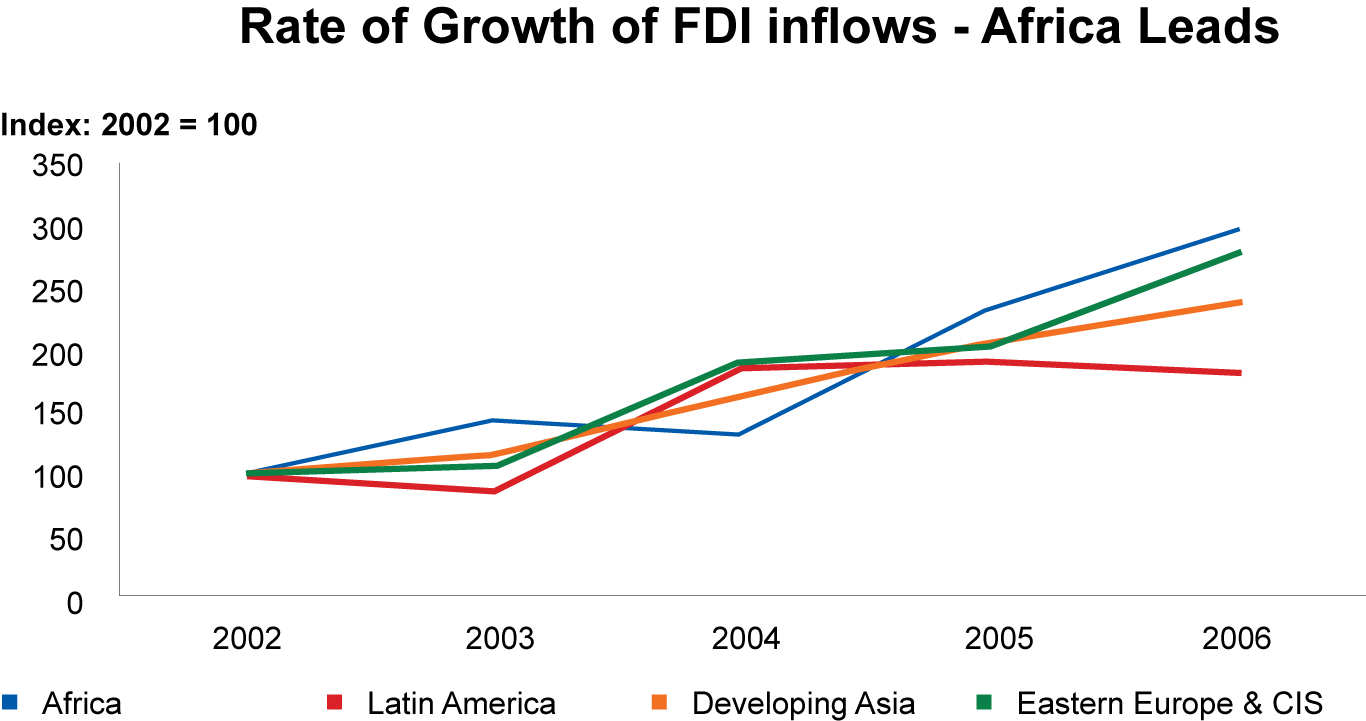 Rate of Growth of FDI inflows - Africa Leads
Index: 2002 = 100
350
300
250
200
150
100
50
0
2002 2003 2004 2005 2006
Africa Latin America Developing Asia Eastern Europe & CIS